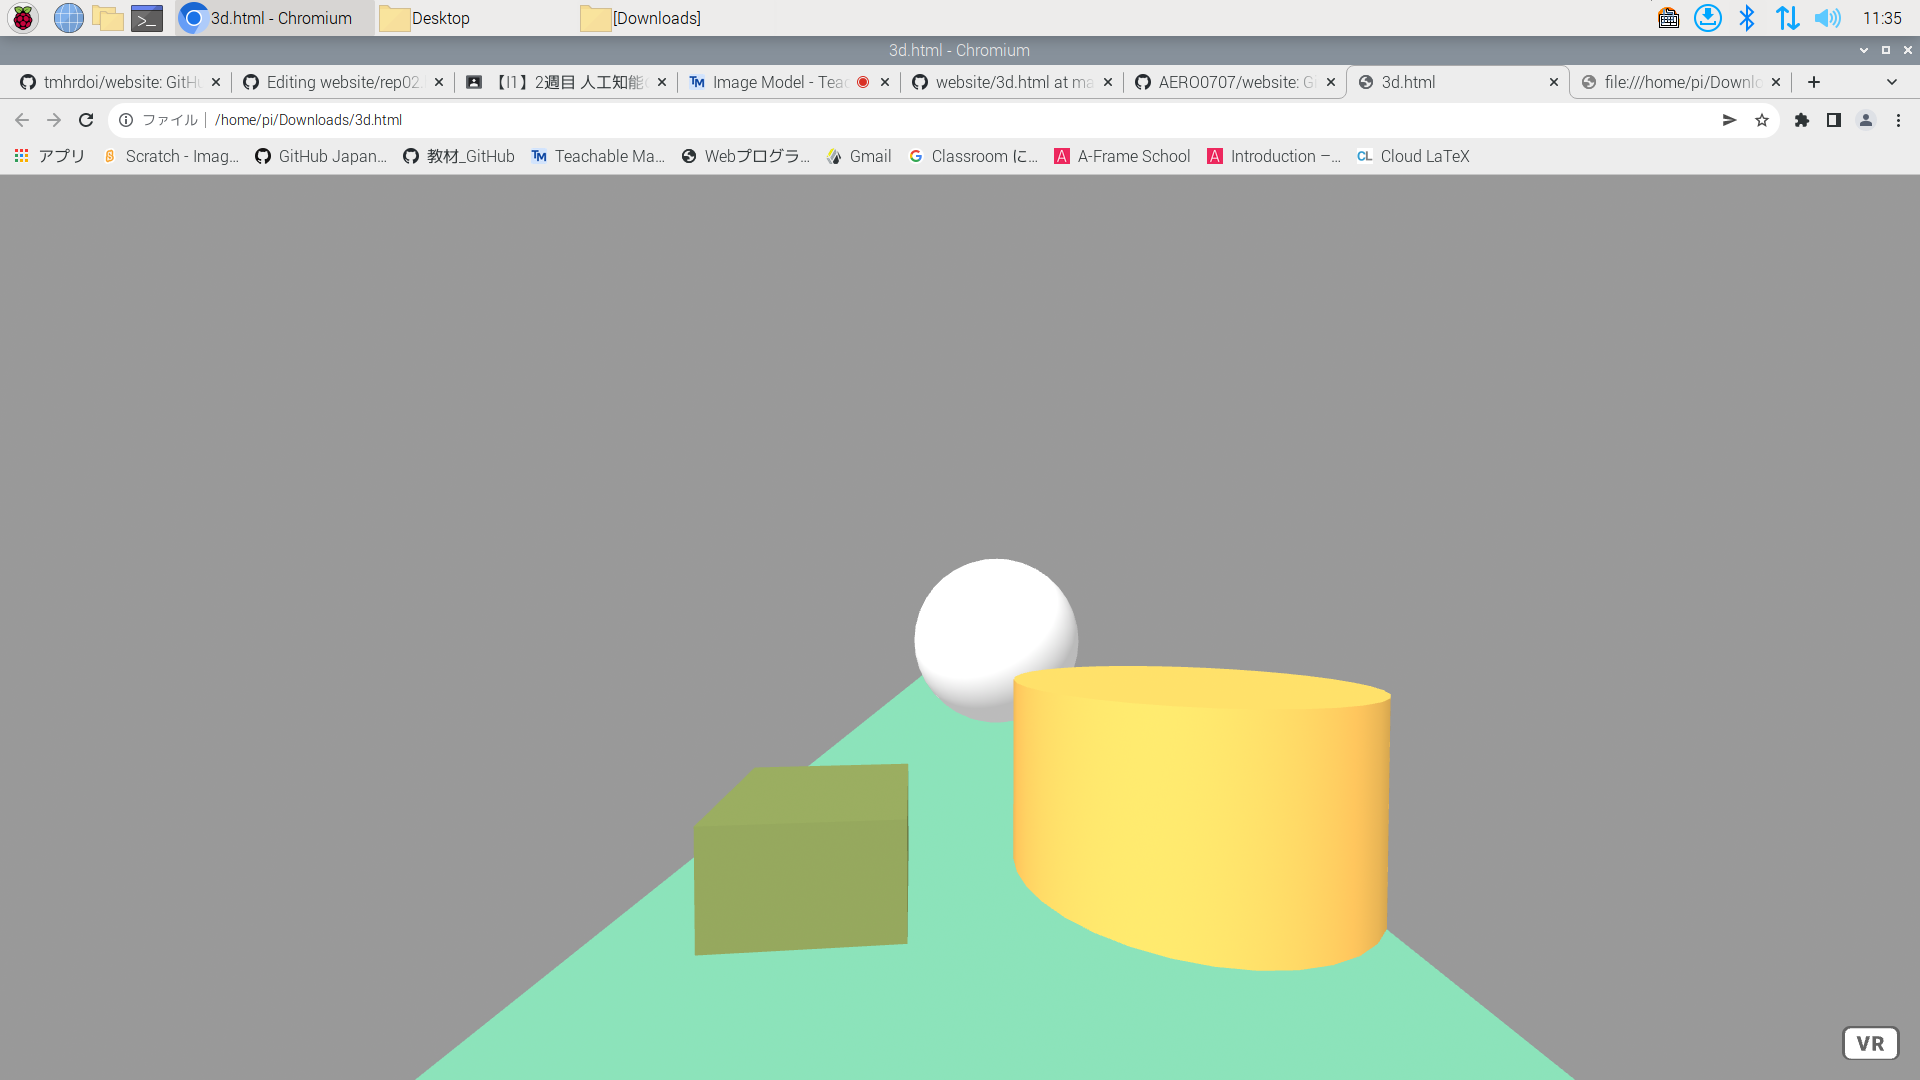 3d.html - Chromium Desktop [Downloads] 11:35
3d.html - Chromium
tmhrdoi/website: GitHu Editing website/rep02. 【I1】2週目 人工知能 Image Model - Teac website/3d.html at ma AERO0707/website: Gi 3d.html file:///home/pi/Downlo
ファイル /home/pi/Downloads/3d.html
アプリ Scratch - Imag... GitHub Japan... 教材_GitHub TM Teachable Ma... Webプログラ... Gmail Classroom に... A-Frame School Introduction –... CL Cloud LaTeX
VR